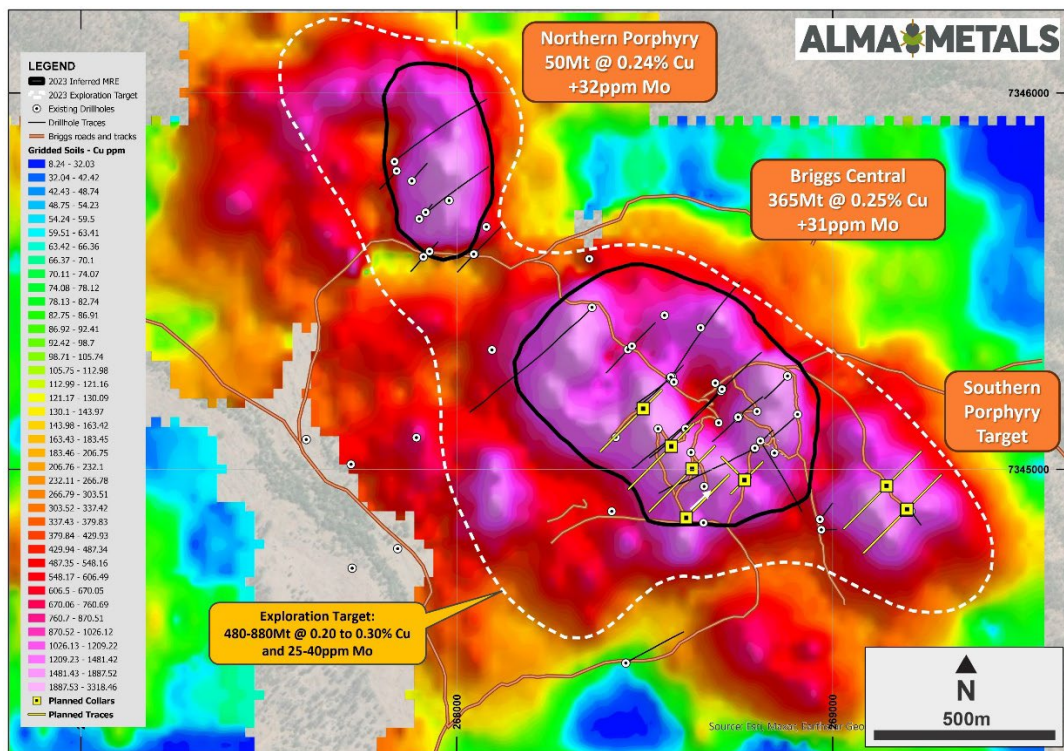 ALMA METALS
Northern Porphyry
50Mt @ 0.24% Cu
+32ppm Mo
7346000
LEGEND
2023 Inferred MRE
2023 Exploration Target
Existing Drillholes
Drillhole Traces
Briggs roads and tracks
Gridded Soils - Cu ppm
8.24 - 32.03
32.04 - 42.42
42.43 - 48.74
48.75 - 54.23
54.24 - 59.5
59.51 - 63.41
63.42 - 66.36
66.37 - 70.1
70.11 - 74.07
74.08 - 78.12
78.13 - 82.74
82.75 - 86.91
86.92 - 92.41
92.42 - 98.7
98.71 - 105.74
105.75 - 112.98
112.99 - 121.16
121.17 - 130.09
130.1 - 143.97
143.98 - 163.42
163.43 - 183.45
183.46 - 206.75
206.76 - 232.1
232.11 - 266.78
266.79 - 303.51
303.52 - 337.42
337.43 - 379.83
379.84 - 429.93
429.94 - 487.34
487.35 - 548.16
548.17 - 606.49
606.5 - 670.05
670.06 - 760.69
760.7 - 870.51
870.52 - 1026.12
1026.13 - 1209.22
1209.23 - 1481.42
1481.43 - 1887.52
1887.53 - 3318.46
Planned Collars
Planned Traces
Briggs Central
365Mt @ 0.25% Cu
+31ppm Mo
Southern
Porphyry
Target
7345000
Exploration Target:
480-880Mt @ 0.20 to 0.30% Cu
and 25-40ppm Mo
268000
269000
N
500m
Source: Esri, Maxar, Earthstar Geo